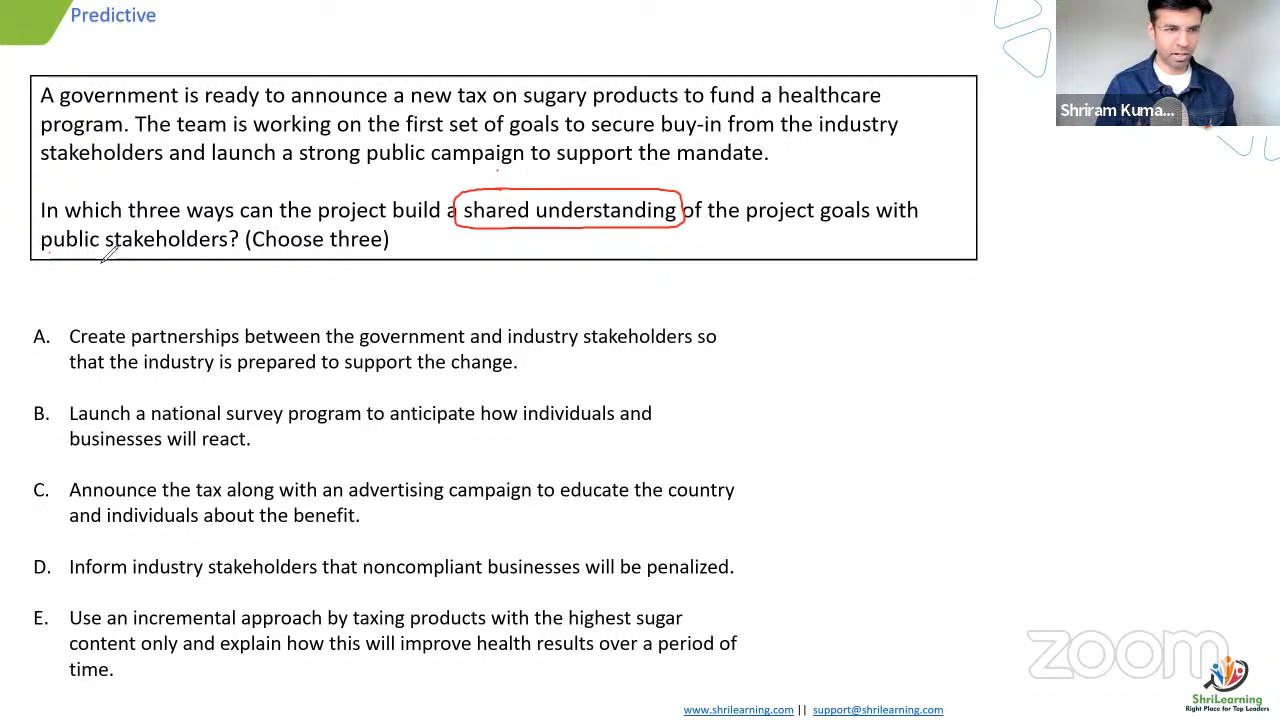 Predictive
A government is ready to announce a new tax on sugary products to fund a healthcare
program. The team is working on the first set of goals to secure buy-in from the industry
stakeholders and launch a strong public campaign to support the mandate.
In which three ways can the project build a shared understanding of the project goals with
public stakeholders? (Choose three)
Shriram Kuma...
A. Create partnerships between the government and industry stakeholders so
that the industry is prepared to support the change.
B. Launch a national survey program to anticipate how individuals and
businesses will react.
C. Announce the tax along with an advertising campaign to educate the country
and individuals about the benefit.
D. Inform industry stakeholders that noncompliant businesses will be penalized.
E. Use an incremental approach by taxing products with the highest sugar
content only and explain how this will improve health results over a period of
time.
zoom
ShriLearning
Right Place for Top Leaders
www.shrilearning.com || support@shrilearning.com